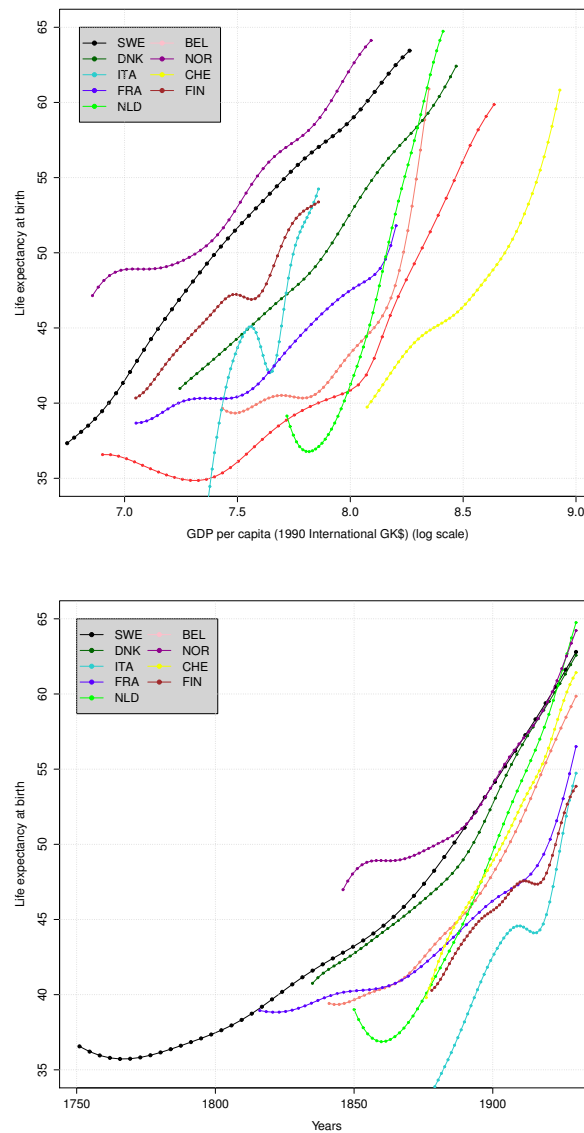 65
60
55
50
45
40
35
Life expectancy at birth
SWE BEL
DNK NOR
ITA CHE
FRA FIN
NLD
7.0 7.5 8.0 8.5 9.0
GDP per capita (1990 International GK$) (log scale)
65
60
55
50
45
40
35
Life expectancy at birth
SWE BEL
DNK NOR
ITA CHE
FRA FIN
NLD
1750 1800 1850 1900
Years